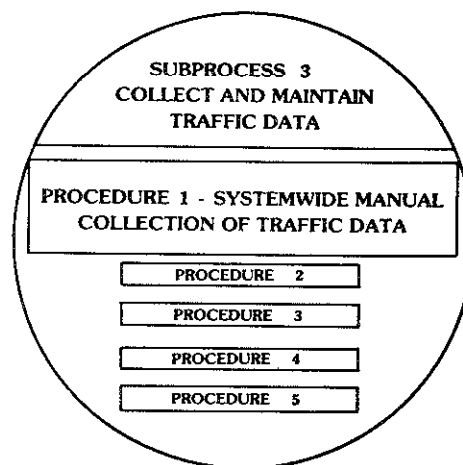 SUBPROCESS 3
COLLECT AND MAINTAIN
TRAFFIC DATA
PROCEDURE 1 - SYSTEMWIDE MANUAL
COLLECTION OF TRAFFIC DATA
PROCEDURE 2
PROCEDURE 3
PROCEDURE 4
PROCEDURE 5